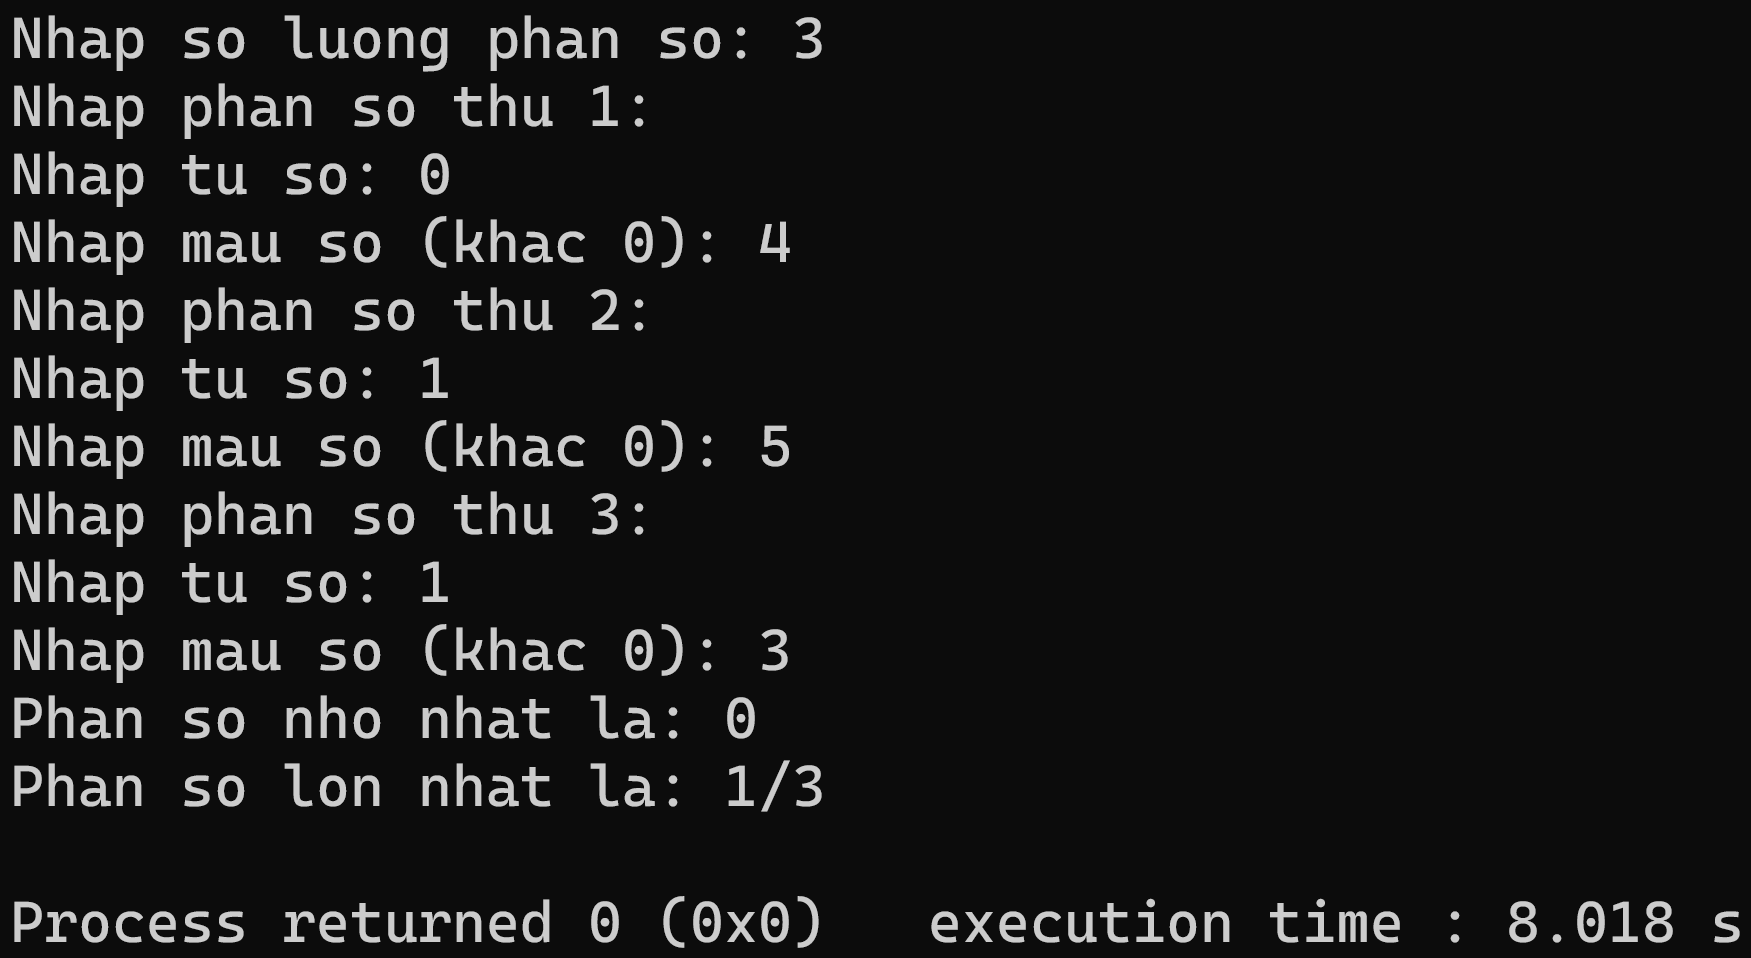 Nhap so luong phan so: 3
Nhap phan so thu 1:
Nhap tu so: 0
Nhap mau so (khac 0): 4
Nhap phan so thu 2:
Nhap tu so: 1
Nhap mau so (khac 0): 5
Nhap phan so thu 3:
Nhap tu so: 1
Nhap mau so (khac 0): 3
Phan so nho nhat la: 0
Phan so lon nhat la: 1/3
Process returned 0 (0x0)   execution time : 8.018 s